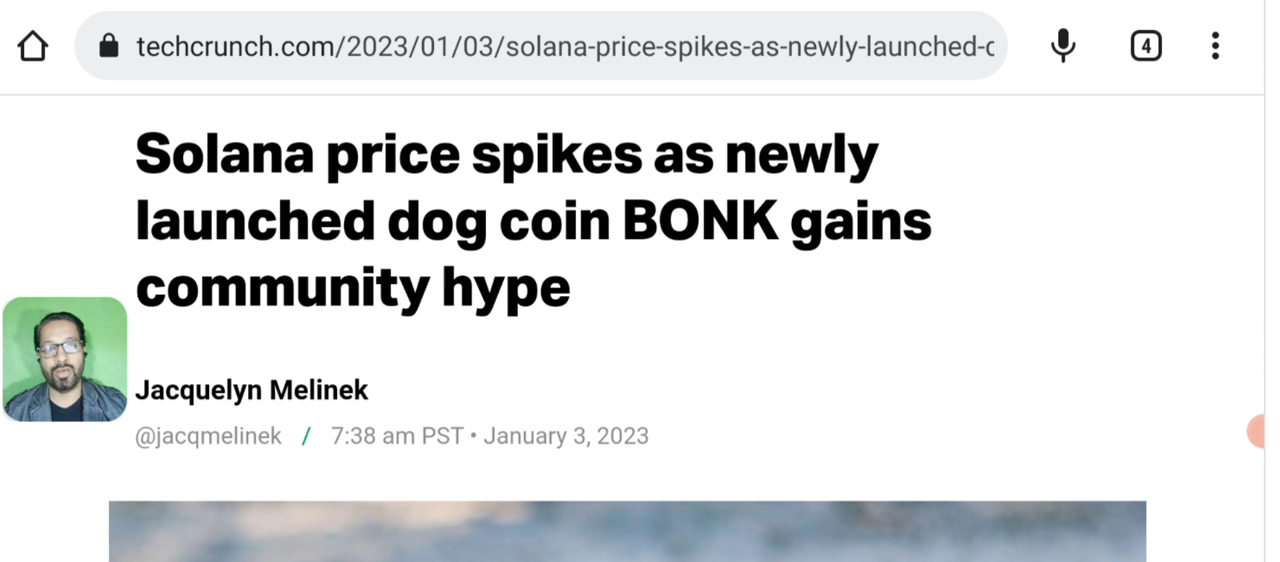 techcrunch.com/2023/01/03/solana-price-spikes-as-newly-launched-c
4
Solana price spikes as newly
launched dog coin BONK gains
community hype
Jacquelyn Melinek
@jacqmelinek / 7:38 am PST • January 3, 2023